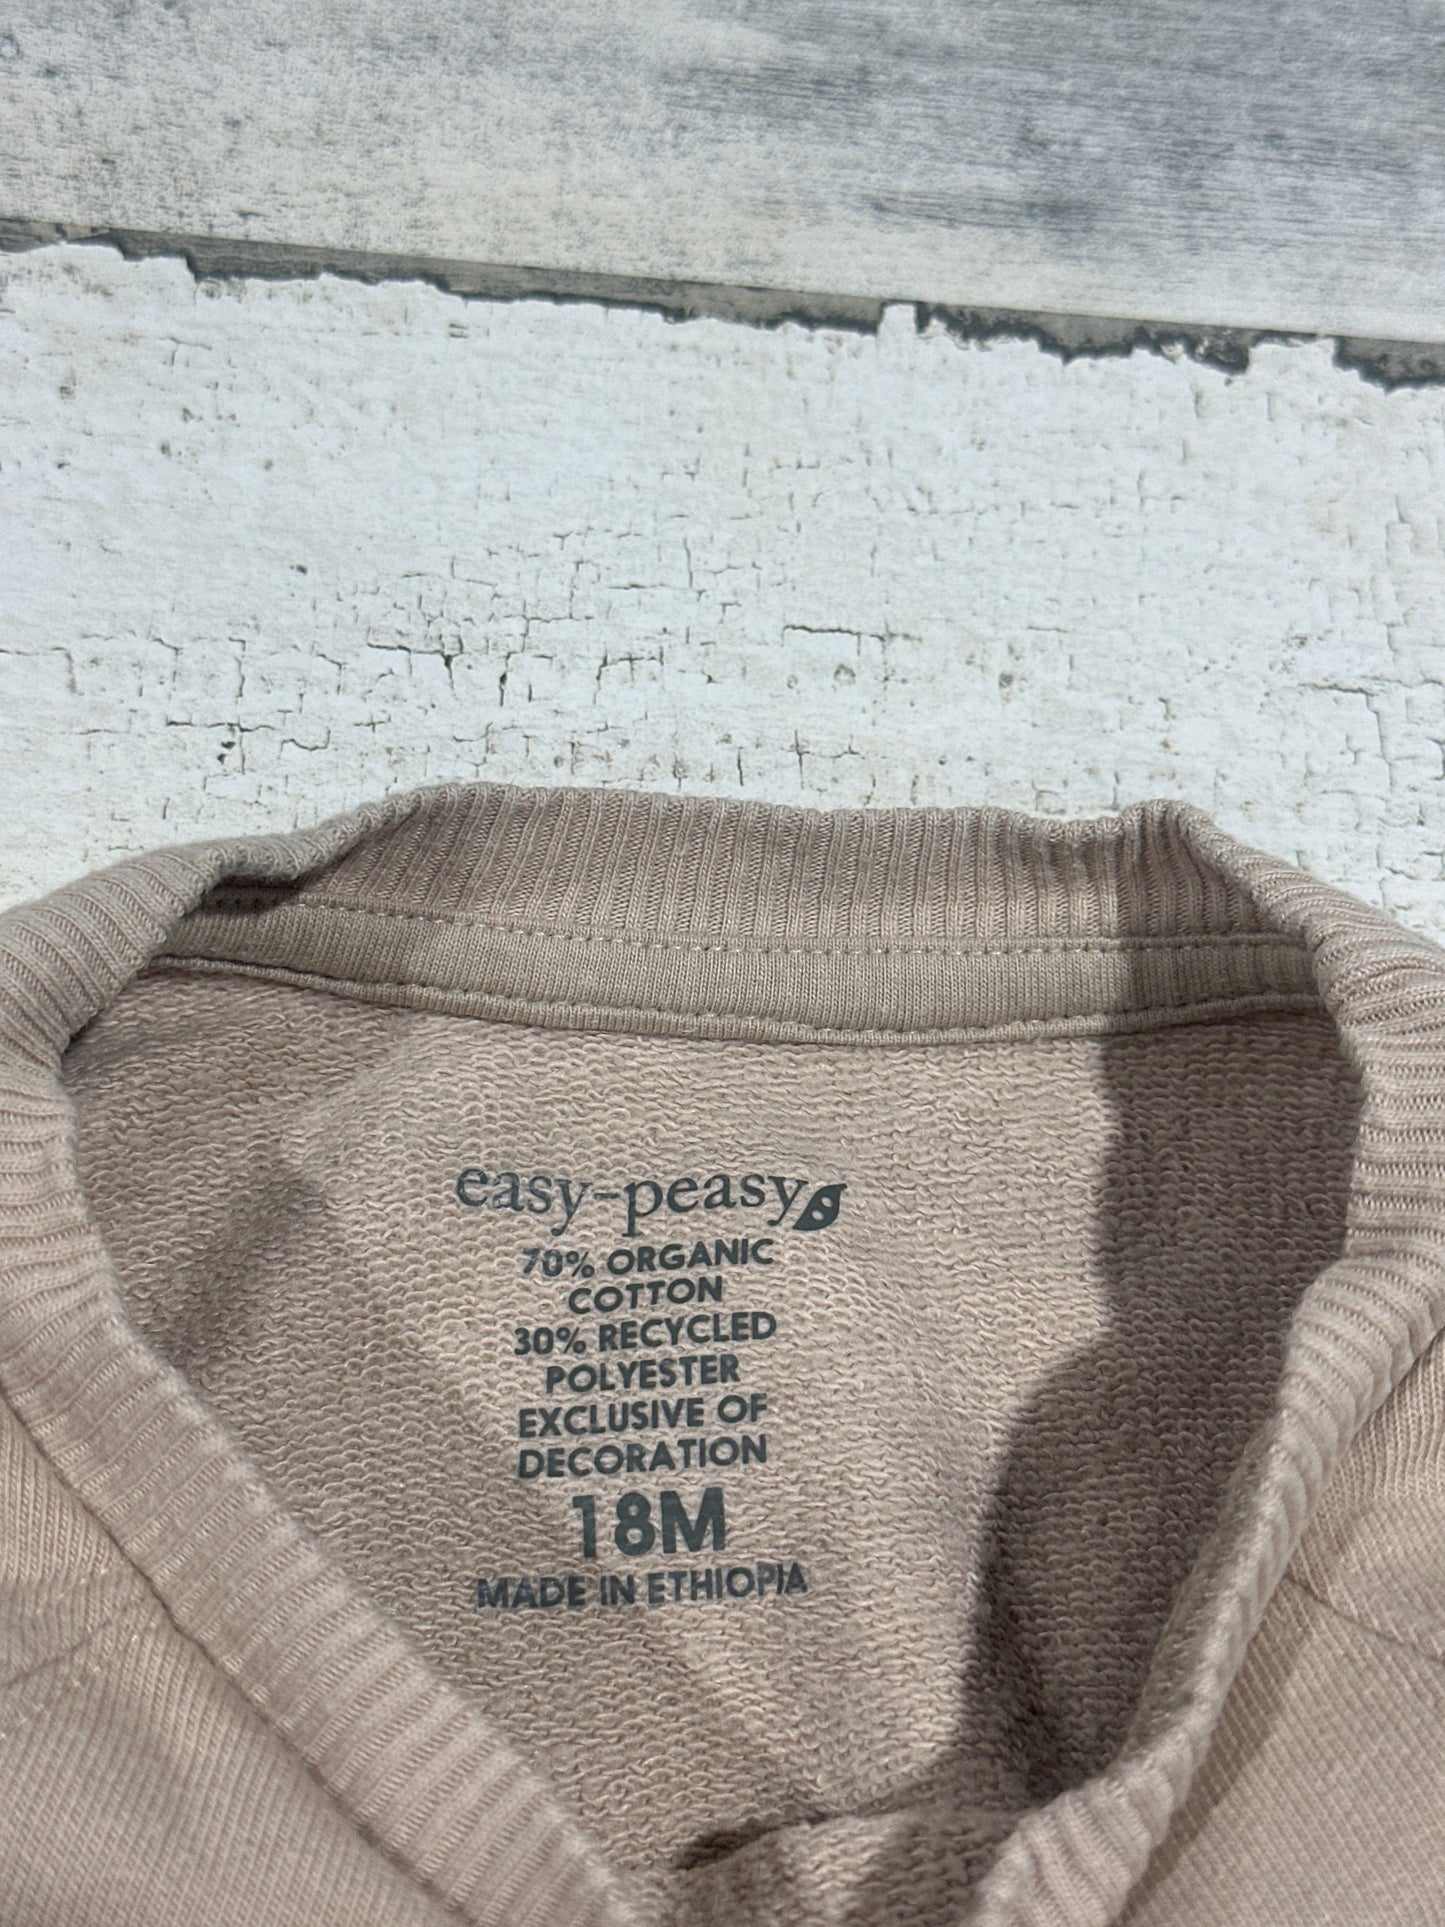 easy-peasy
70% ORGANIC
COTTON
30% RECYCLED
POLYESTER
EXCLUSIVE OF
DECORATION
18M
MADE IN ETHIOPIA